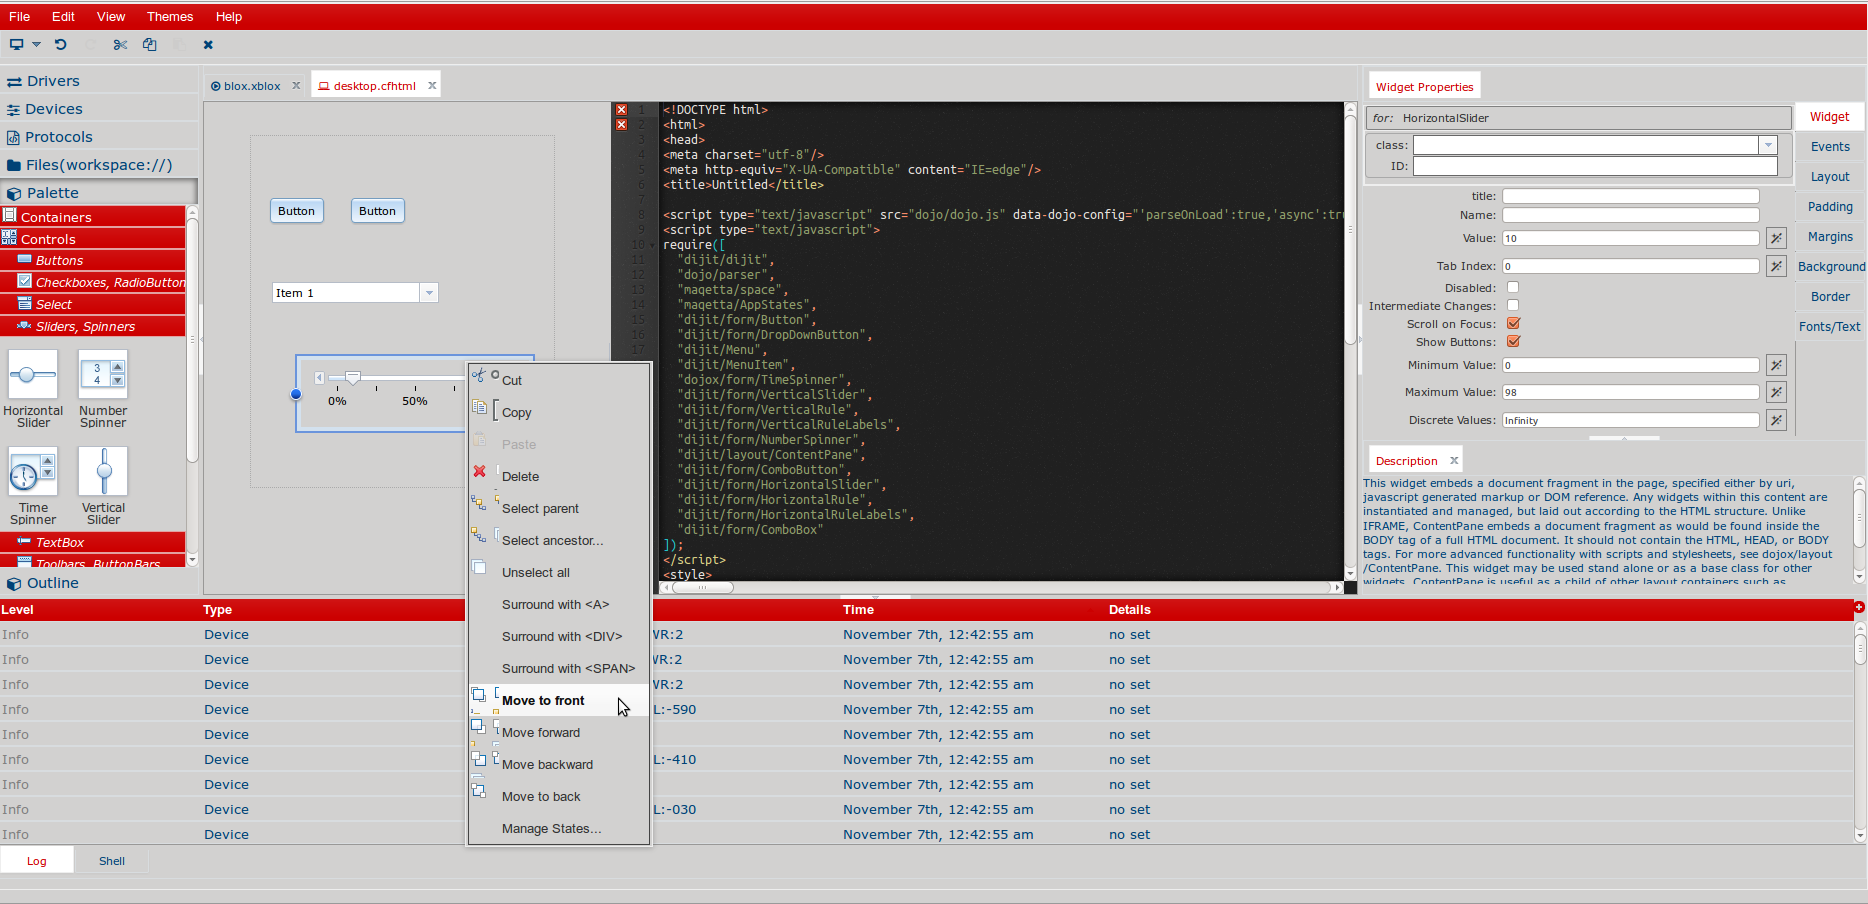 File Edit View Themes Help
Drivers
Devices
Protocols
Files(workspace://)
Palette
Containers
Controls
Buttons
Checkboxes, RadioButton
Select
Sliders, Spinners
Horizontal Slider
Number Spinner
Time Spinner
Vertical Slider
TextBox
Toolbars, ButtonBars
Outline
blox.xblox
desktop.cfhtml
Button Button
Item 1
0% 50%
Cut
Copy
Paste
Delete
Select parent
Select ancestor...
Unselect all
Surround with <A>
Surround with <DIV>
Surround with <SPAN>
Move to front
Move forward
Move backward
Move to back
Manage States...
1 <!DOCTYPE html>
2 <html>
3 <head>
4 <meta charset="utf-8"/>
5 <meta http-equiv="X-UA-Compatible" content="IE=edge"/>
6 <title>Untitled</title>
7
8 <script type="text/javascript" src="dojo/dojo.js" data-dojo-config="'parseOnLoad':true,'async':tru
9 <script type="text/javascript">
10 require([
11 "dijit/dijit",
12 "dojo/parser",
13 "maqetta/space",
14 "maqetta/AppStates",
15 "dijit/form/Button",
16 "dijit/form/DropDownButton",
17 "dijit/Menu",
"dijit/MenuItem",
"dojox/form/TimeSpinner",
"dijit/form/VerticalSlider",
"dijit/form/VerticalRule",
"dijit/form/VerticalRuleLabels",
"dijit/form/NumberSpinner",
"dijit/layout/ContentPane",
"dijit/form/ComboButton",
"dijit/form/HorizontalSlider",
"dijit/form/HorizontalRule",
"dijit/form/HorizontalRuleLabels",
"dijit/form/ComboBox"
]);
</script>
<style>
Widget Properties
for: HorizontalSlider
class:
ID:
title:
Name:
Value: 10
Tab Index: 0
Disabled:
Intermediate Changes:
Scroll on Focus:
Show Buttons:
Minimum Value: 0
Maximum Value: 98
Discrete Values: Infinity
Widget
Events
Layout
Padding
Margins
Background
Border
Fonts/Text
Description
This widget embeds a document fragment in the page, specified either by uri,
javascript generated markup or DOM reference. Any widgets within this content are
instantiated and managed, but laid out according to the HTML structure. Unlike
IFRAME, ContentPane embeds a document fragment as would be found inside the
BODY tag of a full HTML document. It should not contain the HTML, HEAD, or BODY
tags. For more advanced functionality with scripts and stylesheets, see dojox/layout
/ContentPane. This widget may be used stand alone or as a base class for other
widgets. ContentPane is useful as a child of other layout containers such as
Level Type Time Details
Info Device WR:2 November 7th, 12:42:55 am no set
Info Device WR:2 November 7th, 12:42:55 am no set
Info Device WR:2 November 7th, 12:42:55 am no set
Info Device L:-590 November 7th, 12:42:55 am no set
Info Device November 7th, 12:42:55 am no set
Info Device L:-410 November 7th, 12:42:55 am no set
Info Device November 7th, 12:42:55 am no set
Info Device L:-030 November 7th, 12:42:55 am no set
Info Device November 7th, 12:42:55 am no set
Log Shell